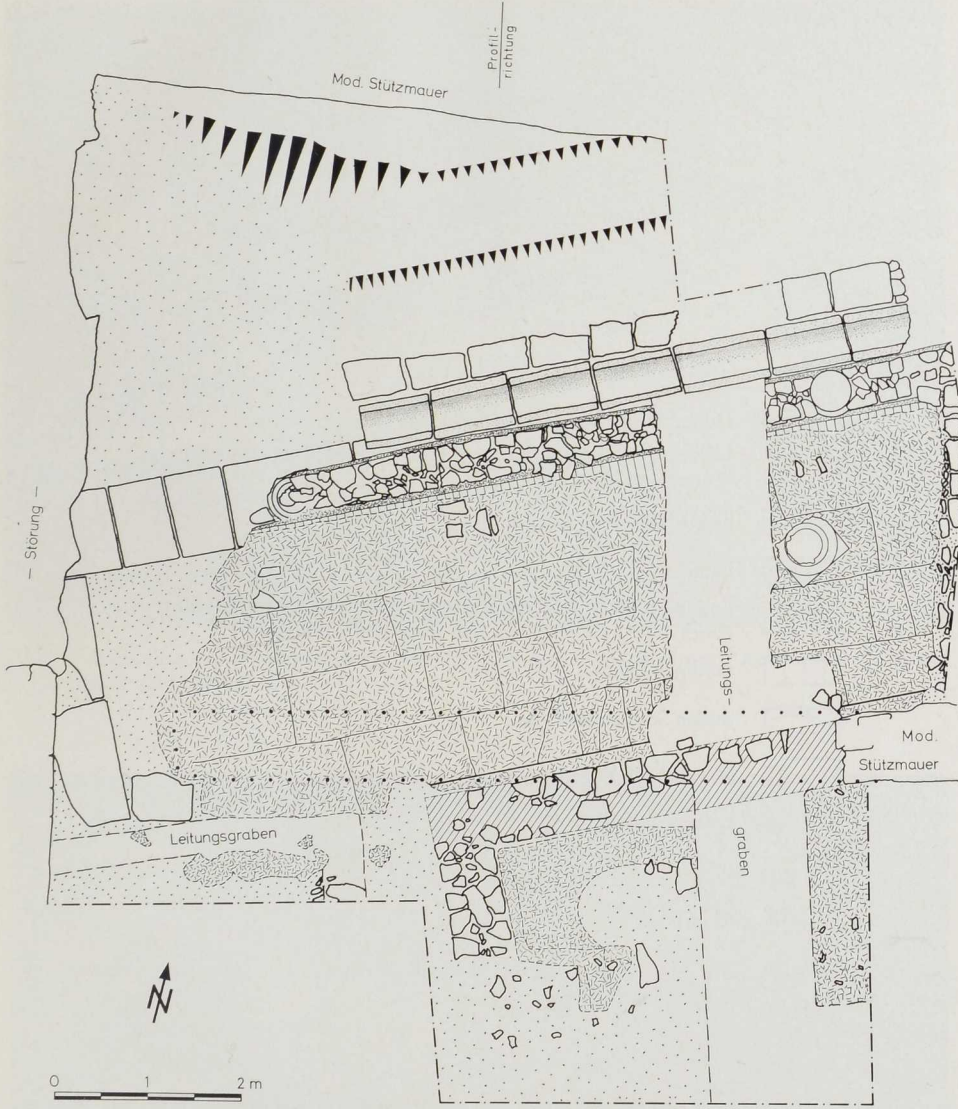 Profil-
richtung
Mod. Stützmauer
— Störung —
Leitungs-
graben
Mod.
Stützmauer
Leitungsgraben
N
0 1 2 m